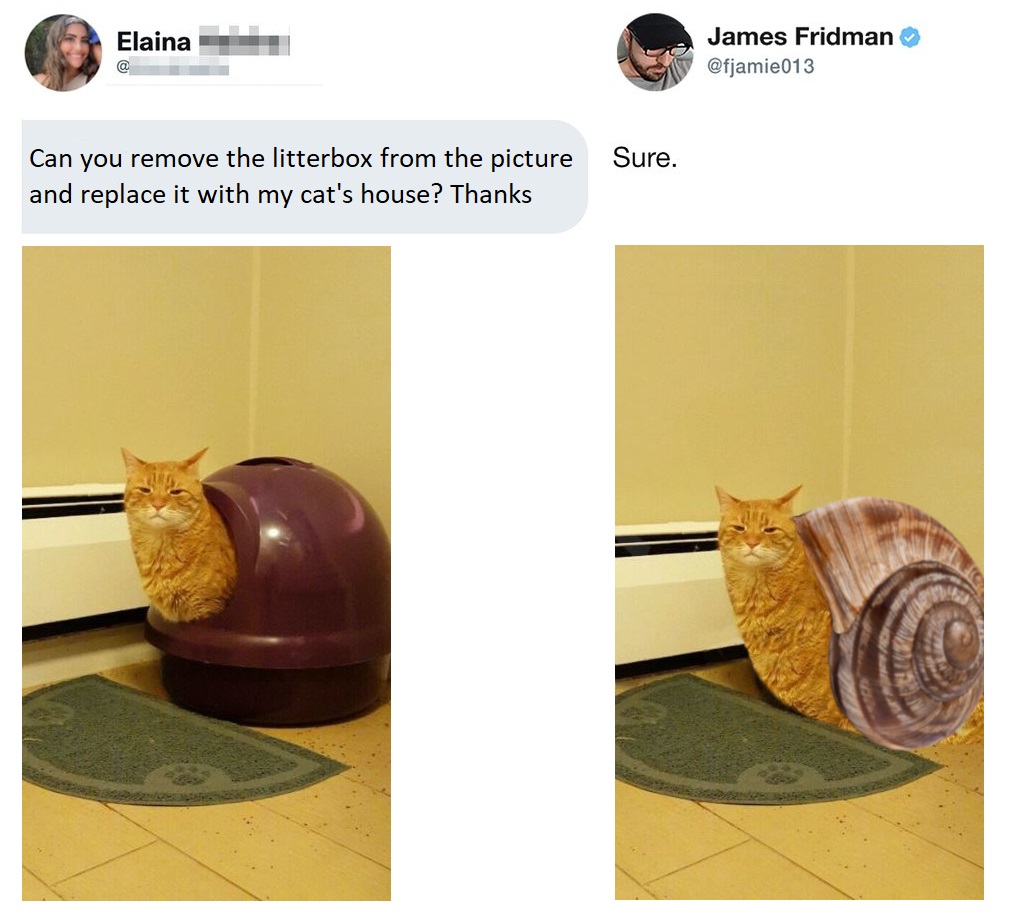 Elaina
@
James Fridman
@fjamie013
Can you remove the litterbox from the picture
and replace it with my cat's house? Thanks
Sure.